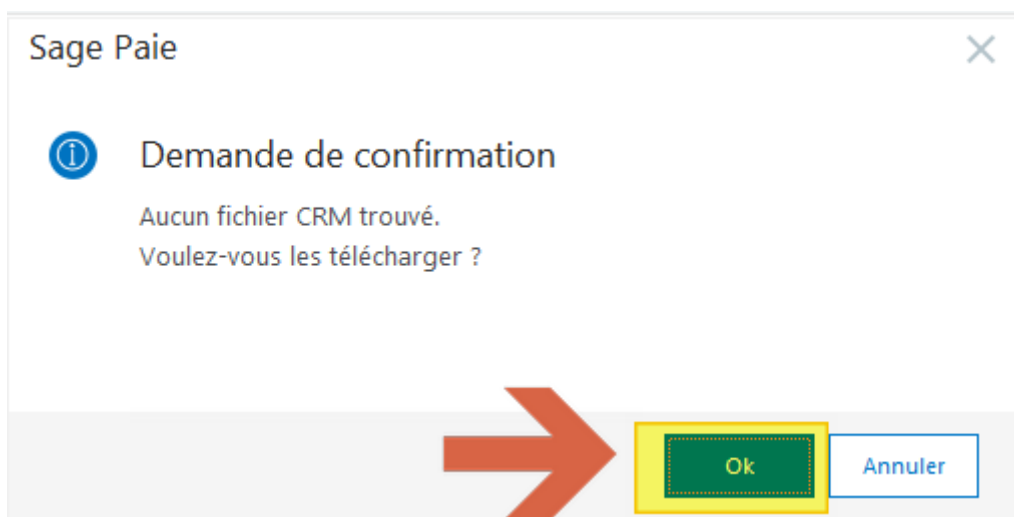 Sage Paie
Demande de confirmation
Aucun fichier CRM trouvé.
Voulez-vous les télécharger ?
Ok
Annuler